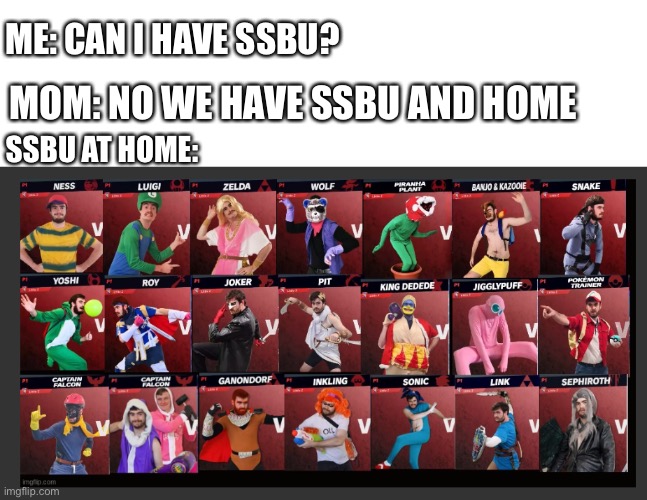 ME: CAN I HAVE SSBU?
MOM: NO WE HAVE SSBU AND HOME
SSBU AT HOME:
NESS
LUIGI
ZELDA
WOLF
PIRANHA
PLANT
BANJO & KAZOOIE
SNAKE
YOSHI
ROY
JOKER
PIT
KING DEDEDE
JIGGLYPUFF
POKÉMON
TRAINER
CAPTAIN
FALCON
CAPTAIN
FALCON
GANONDORF
INKLING
SONIC
LINK
SEPHIROTH
imgflip.com
imgflip.com